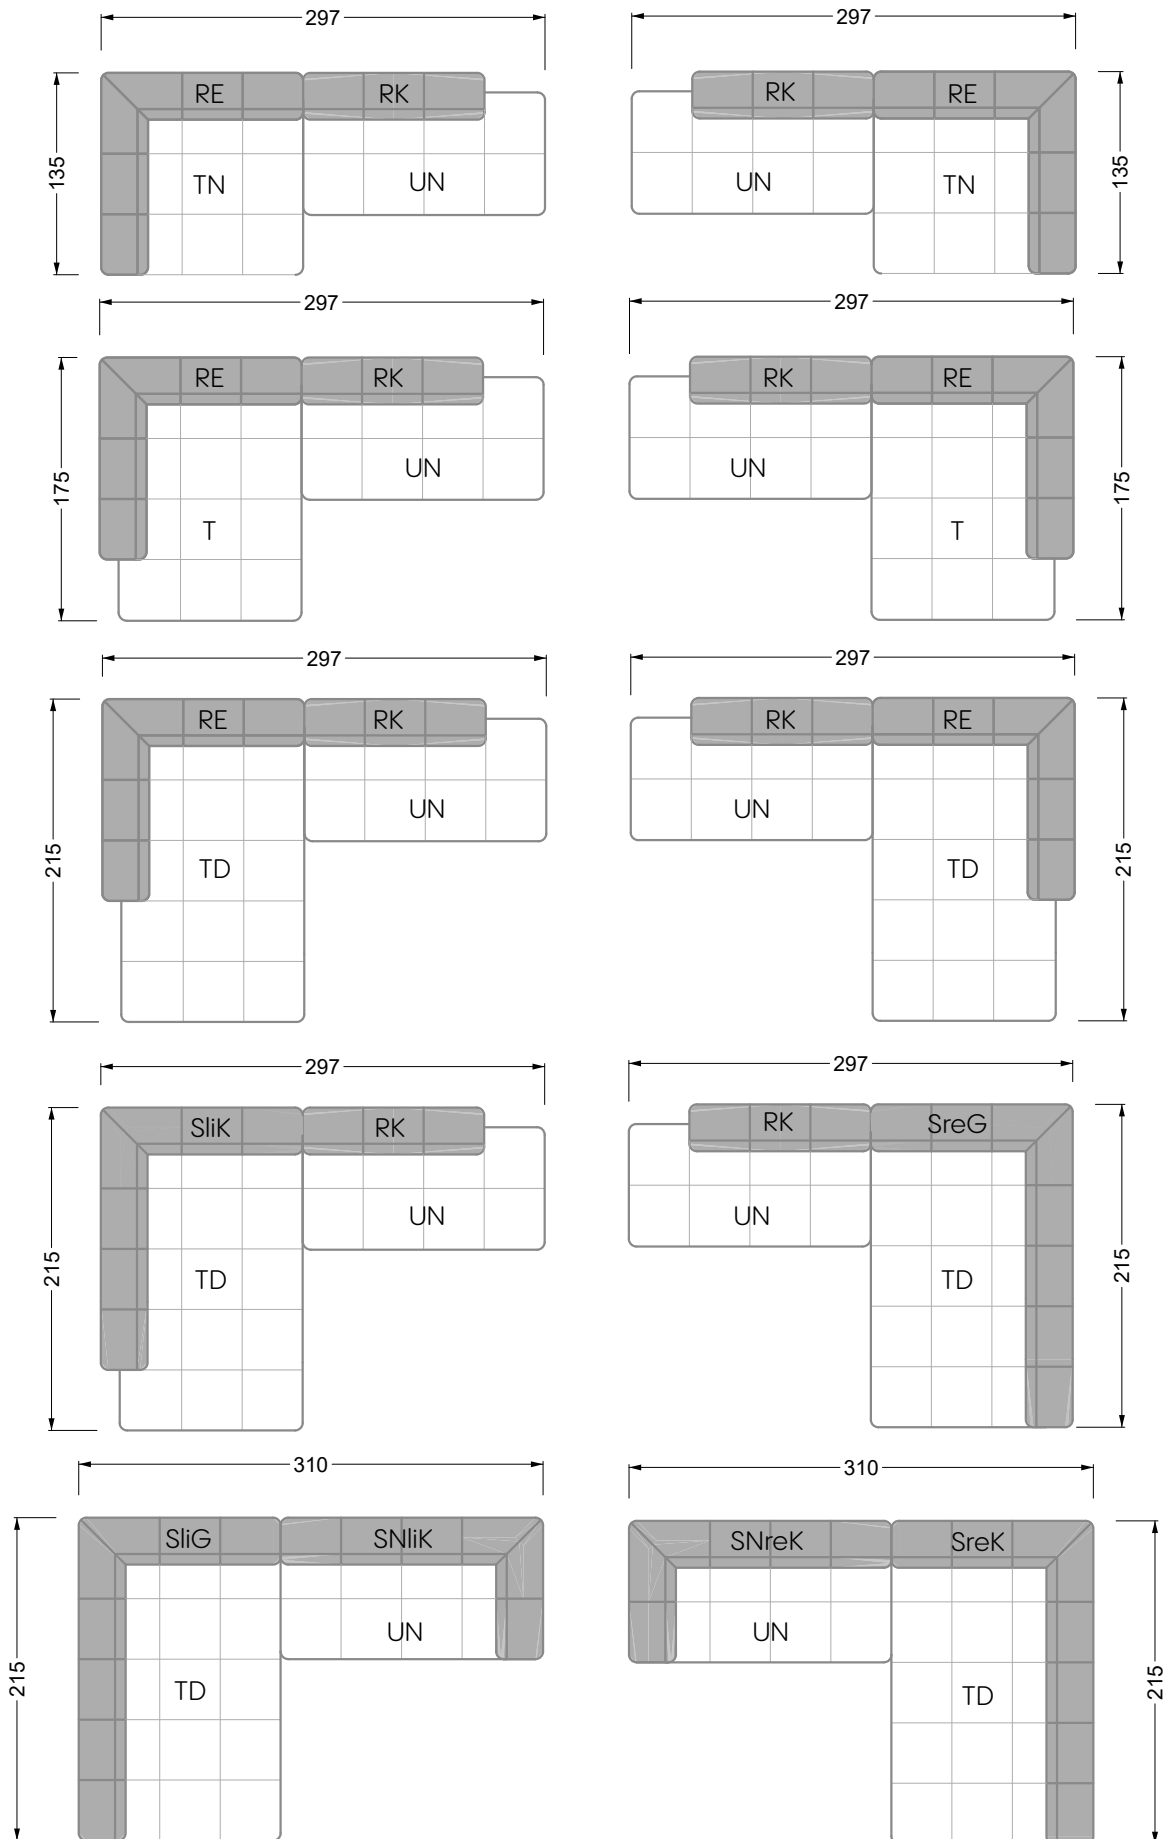 297 297
RE RK RK RE
135 TN UN UN TN 135
297 297
RE RK RK RE
175 UN UN 175
T T
297 297
RE RK RK RE
UN UN
215 TD TD 215
297 297
SliK RK RK SreG
UN UN
215 TD TD 215
310 310
SliG SNliK SNreK SreK
UN UN
215 TD TD 215